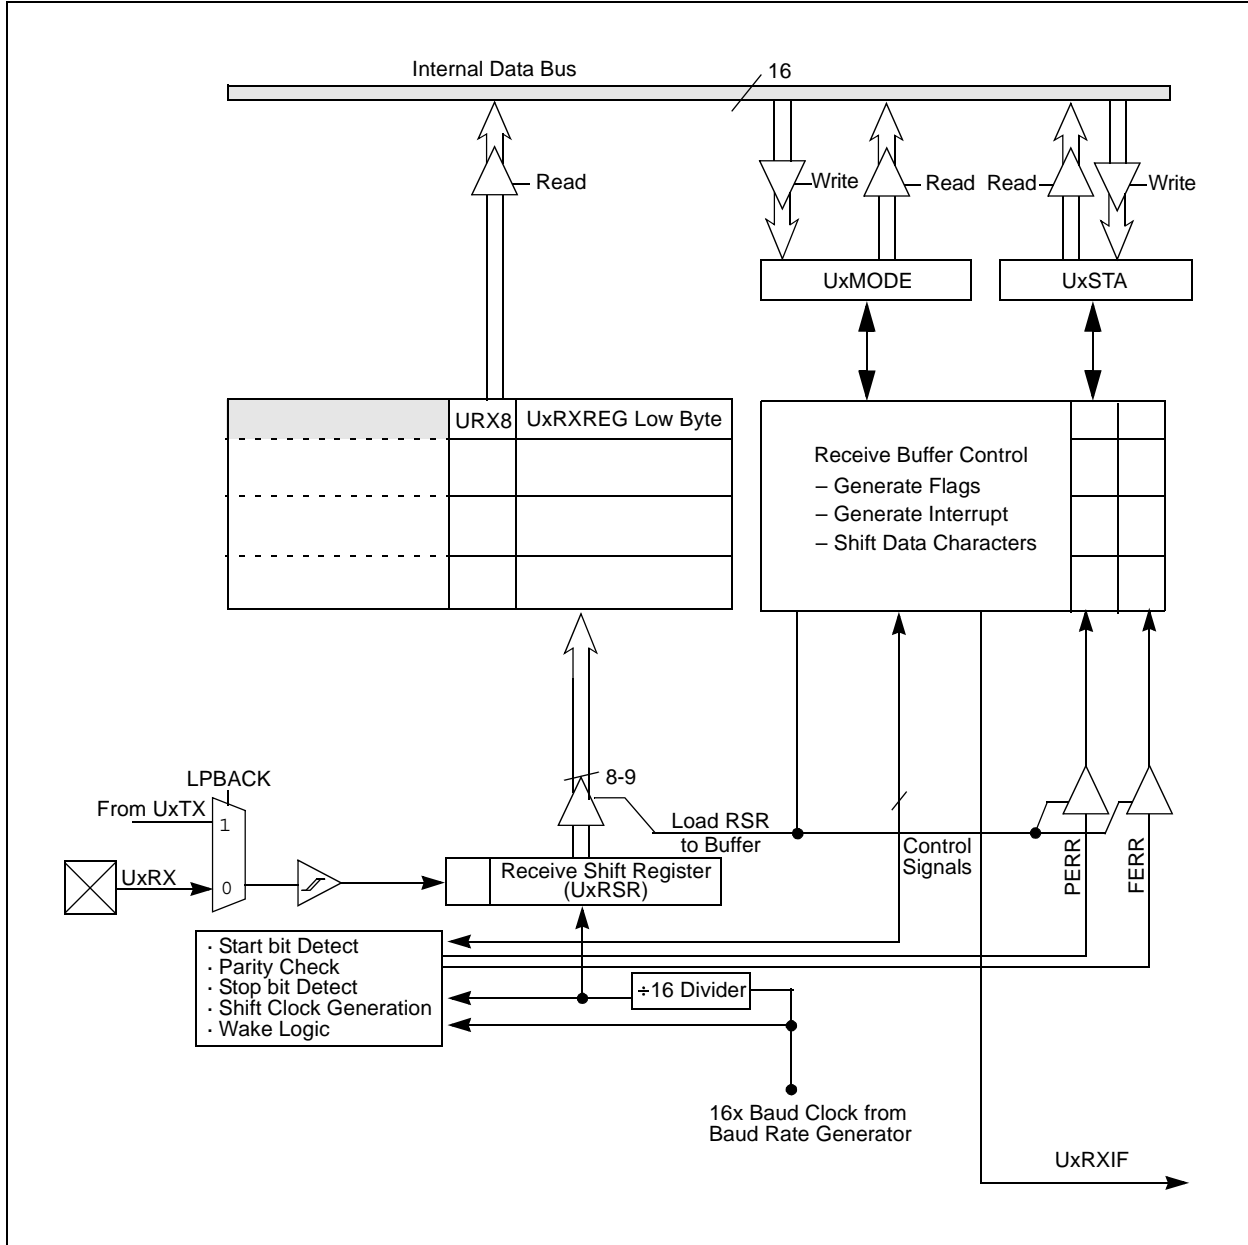 Internal Data Bus
16
Read
Write
Read
Read
Write
UxMODE
UxSTA
URX8
UxRXREG Low Byte
Receive Buffer Control
– Generate Flags
– Generate Interrupt
– Shift Data Characters
LPBACK
From UxTX
1
UxRX
0
8-9
Load RSR
to Buffer
Control
Signals
PERR
FERR
Receive Shift Register
(UxRSR)
· Start bit Detect
· Parity Check
· Stop bit Detect
· Shift Clock Generation
· Wake Logic
÷16 Divider
16x Baud Clock from
Baud Rate Generator
UxRXIF